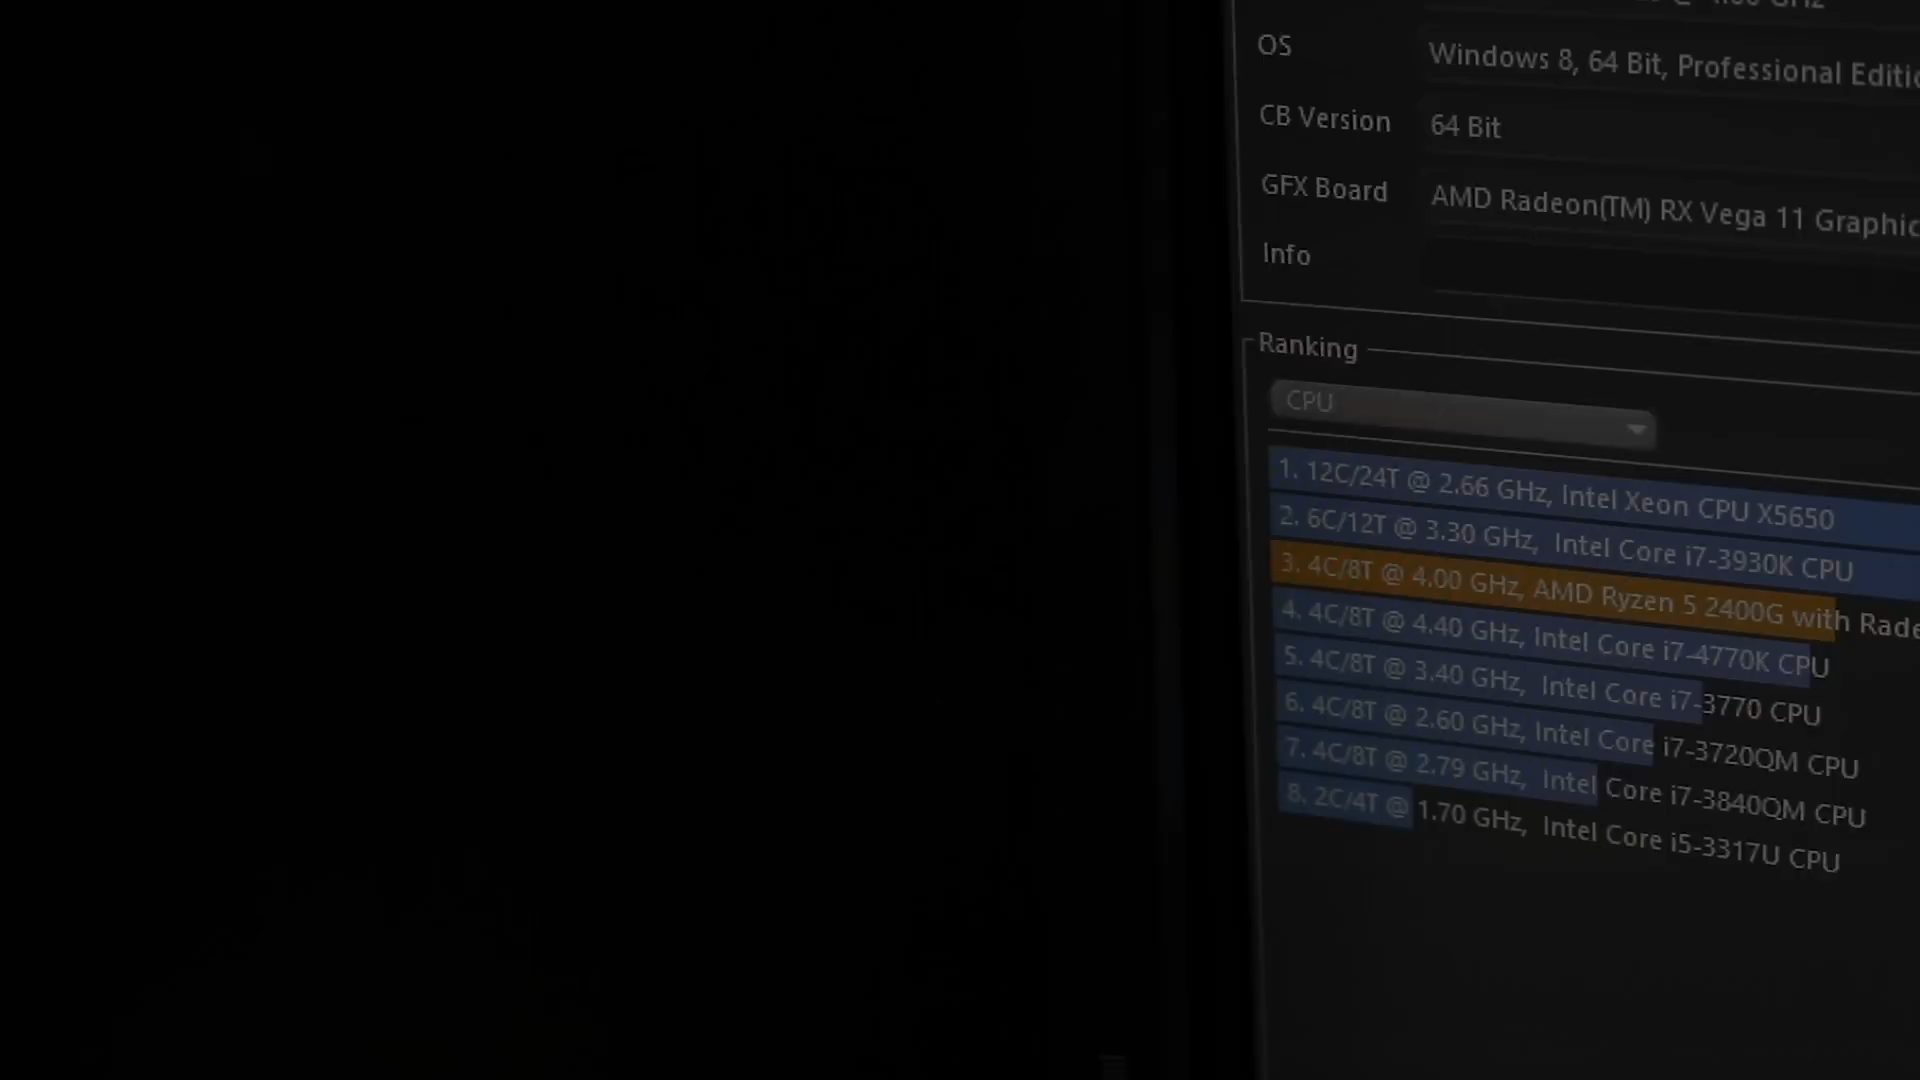 GHz
OS
Windows 8, 64 Bit, Professional
CB Version
64 Bit
GFX Board
AMD Radeon(TM) RX Vega 11
Info
Ranking
CPU
1. 12C/24T @ 2.66 GHz, Intel Xeon CPU X5650
2. 6C/12T @ 3.30 GHz, Intel Core i7-3930K CPU
3. 4C/8T @ 4.00 GHz, AMD Ryzen 5 2400G with
4. 4C/8T @ 4.40 GHz, Intel Core i7-4770K CPU
5. 4C/8T @ 3.40 GHz, Intel Core i7-3770 CPU
6. 4C/8T @ 2.60 GHz, Intel Core i7-3720QM CPU
7. 4C/8T @ 2.79 GHz, Intel Core i7-3840QM CPU
8. 2C/4T @ 1.70 GHz, Intel Core i5-3317U CPU